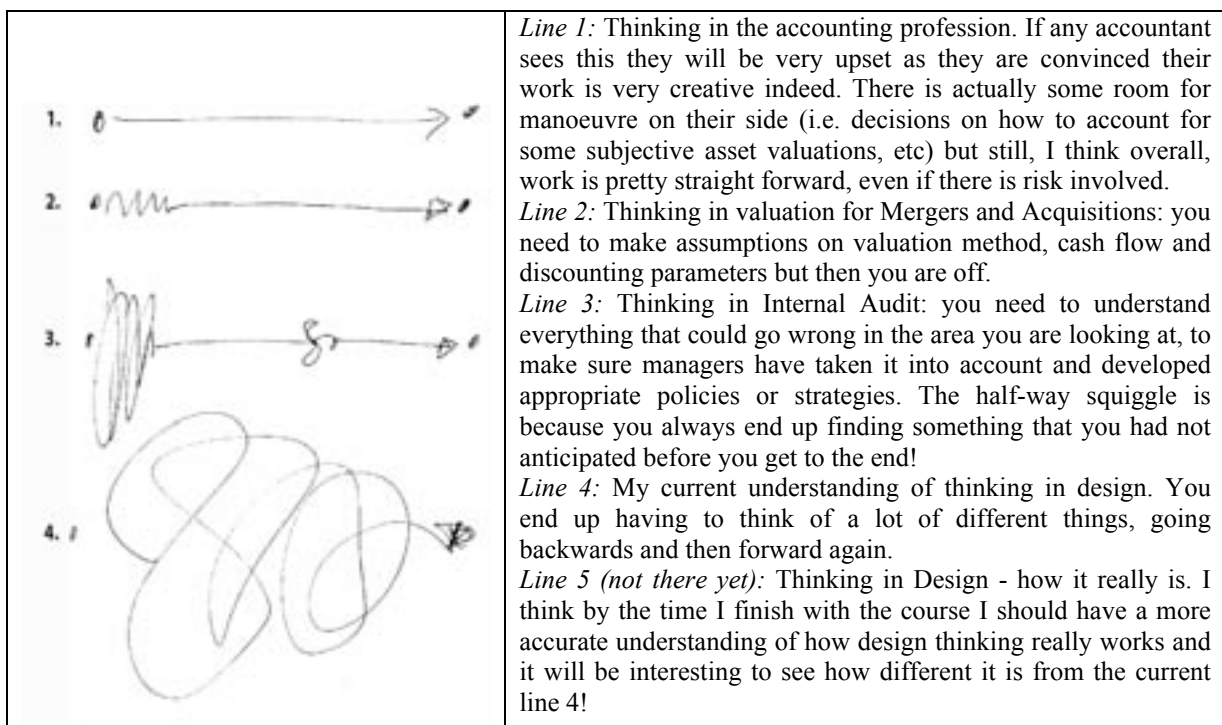 1.
2.
3.
4.
Line 1: Thinking in the accounting profession. If any accountant
sees this they will be very upset as they are convinced their
work is very creative indeed. There is actually some room for
manoeuvre on their side (i.e. decisions on how to account for
some subjective asset valuations, etc) but still, I think overall,
work is pretty straight forward, even if there is risk involved.
Line 2: Thinking in valuation for Mergers and Acquisitions: you
need to make assumptions on valuation method, cash flow and
discounting parameters but then you are off.
Line 3: Thinking in Internal Audit: you need to understand
everything that could go wrong in the area you are looking at, to
make sure managers have taken it into account and developed
appropriate policies or strategies. The half-way squiggle is
because you always end up finding something that you had not
anticipated before you get to the end!
Line 4: My current understanding of thinking in design. You
end up having to think of a lot of different things, going
backwards and then forward again.
Line 5 (not there yet): Thinking in Design - how it really is. I
think by the time I finish with the course I should have a more
accurate understanding of how design thinking really works and
it will be interesting to see how different it is from the current
line 4!